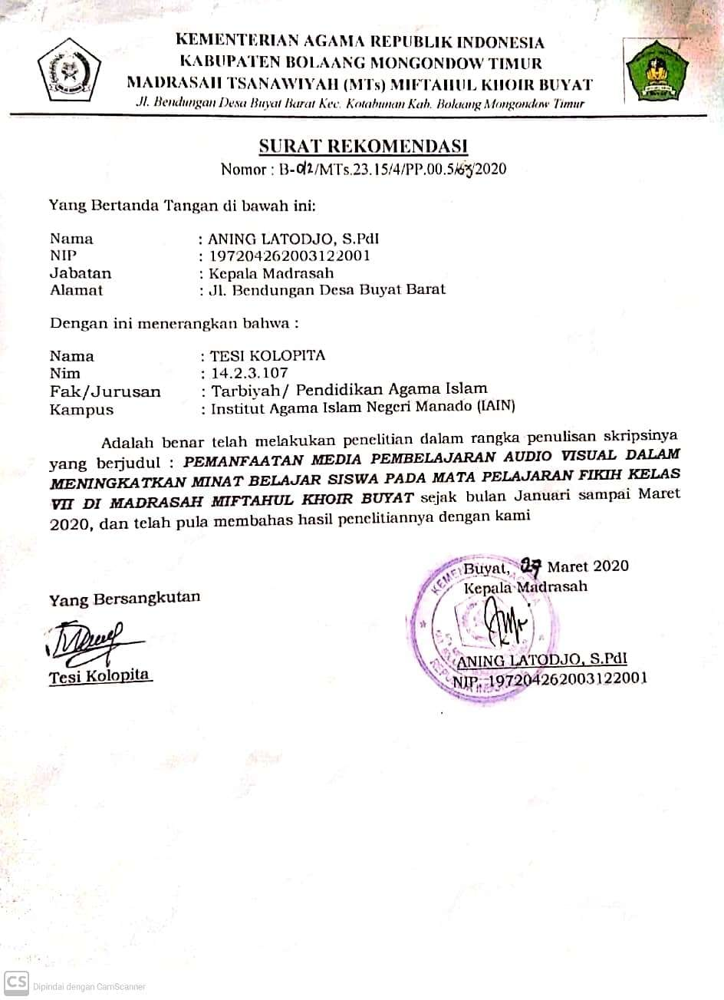 KEMENTERIAN AGAMA REPUBLIK INDONESIA
KABUPATEN BOLAANG MONGONDOW TIMUR
MADRASAH TSANAWIYAH (MTs) MIFTAHUL KHOIR BUYAT
Jl. Bendungan Desa Buyat Barat Kec. Kotabunan Kab. Bolaang Mongondow Timur
SURAT REKOMENDASI
Nomor : B-012/MTs.23.15/4/PP.00.5/63/2020
Yang Bertanda Tangan di bawah ini:
Nama : ANING LATODJO, S.PdI
NIP : 197204262003122001
Jabatan : Kepala Madrasah
Alamat : Jl. Bendungan Desa Buyat Barat
Dengan ini menerangkan bahwa :
Nama : TESI KOLOPITA
Nim : 14.2.3.107
Fak/Jurusan : Tarbiyah/ Pendidikan Agama Islam
Kampus : Institut Agama Islam Negeri Manado (IAIN)
Adalah benar telah melakukan penelitian dalam rangka penulisan skripsinya
yang berjudul : PEMANFAATAN MEDIA PEMBELAJARAN AUDIO VISUAL DALAM
MENINGKATKAN MINAT BELAJAR SISWA PADA MATA PELAJARAN FIKIH KELAS
VII DI MADRASAH MIFTAHUL KHOIR BUYAT sejak bulan Januari sampai Maret
2020, dan telah pula membahas hasil penelitiannya dengan kami
Buyat, 27 Maret 2020
Kepala Madrasah
Yang Bersangkutan
ANING LATODJO, S.PdI
NIP. 197204262003122001
Tesi Kolopita
CS Dipindai dengan CamScanner